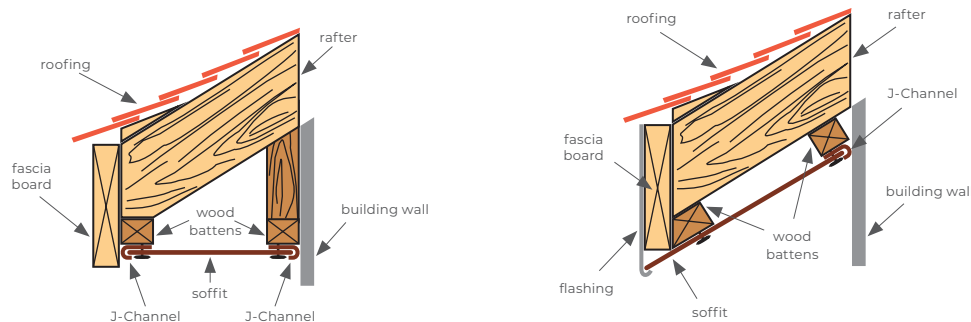 roofing
rafter
fascia
board
wood
battens
building wall
soffit
J-Channel
J-Channel
roofing
rafter
J-Channel
fascia
board
building wal
wood
battens
flashing
soffit